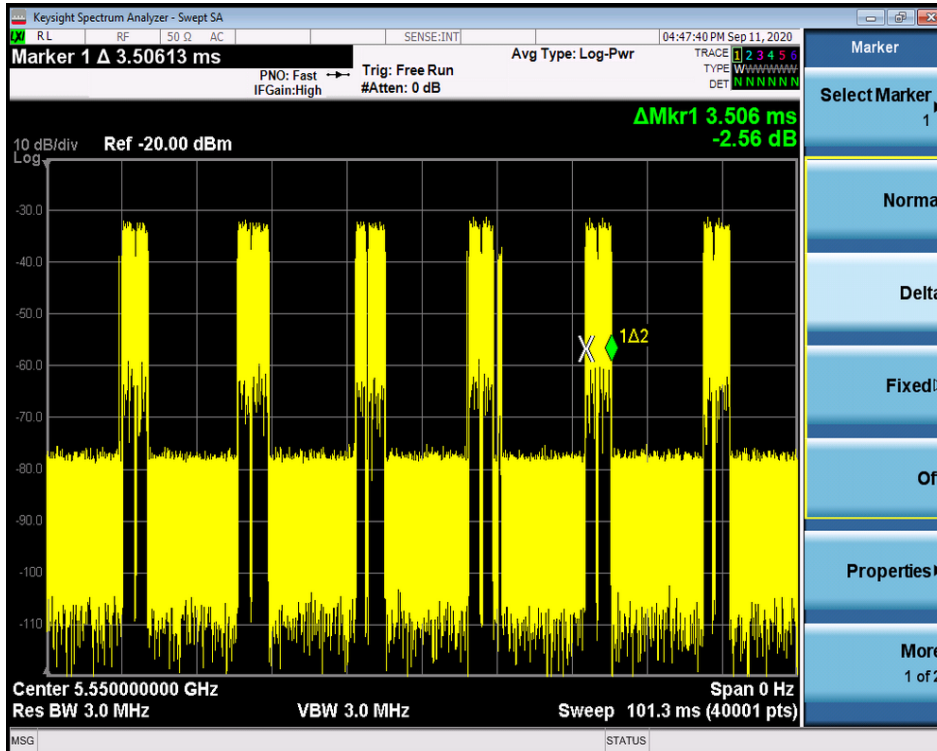 Keysight Spectrum Analyzer - Swept SA
LXI RL RF 50 Ω AC SENSE:INT 04:47:40 PM Sep 11, 2020
Marker 1 Δ 3.50613 ms
PNO: Fast
IFGain:High
Trig: Free Run
#Atten: 0 dB
Avg Type: Log-Pwr
TRACE 1 2 3 4 5 6
TYPE WWWWWW
DET N N N N N N
ΔMkr1 3.506 ms
-2.56 dB
10 dB/div Ref -20.00 dBm
Log
-30.0
-40.0
-50.0
-60.0
-70.0
-80.0
-90.0
-100
-110
1Δ2
Center 5.550000000 GHz Span 0 Hz
Res BW 3.0 MHz VBW 3.0 MHz Sweep 101.3 ms (40001 pts)
MSG STATUS
Marker
Select Marker
1
Norma
Delta
Fixed
Of
Properties
More
1 of 2